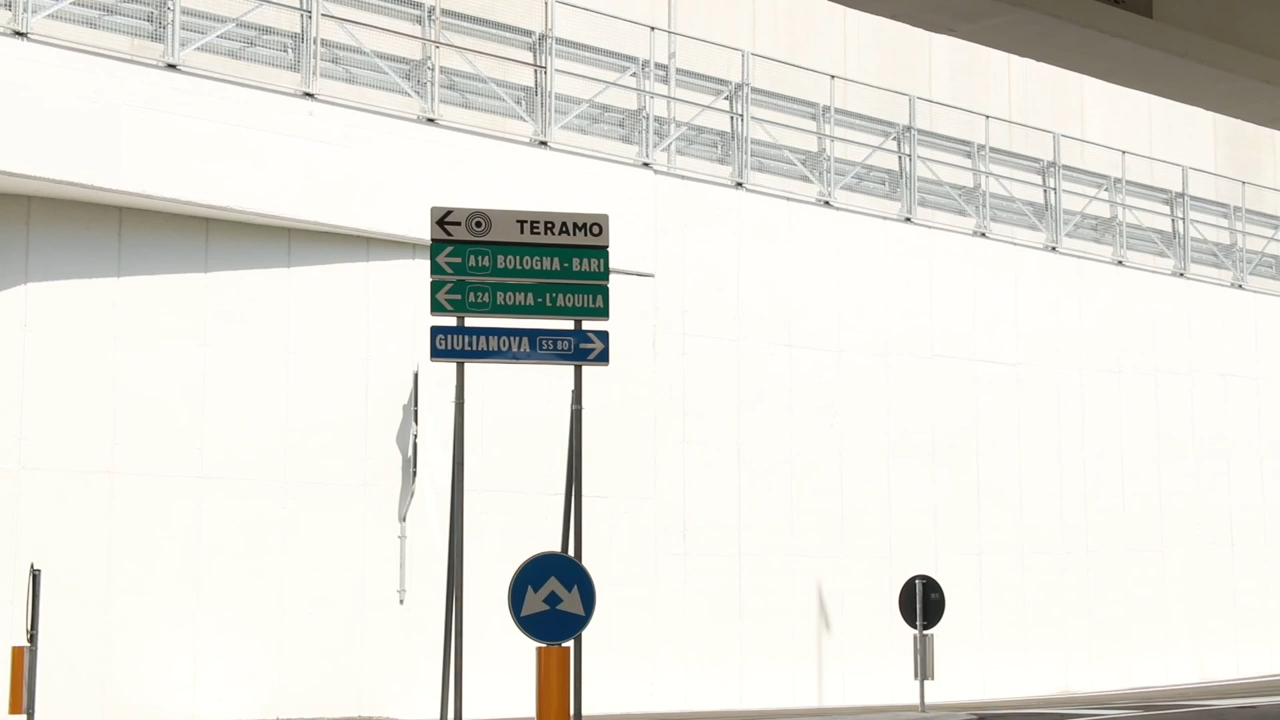 TERAMO
A14 BOLOGNA - BARI
A24 ROMA - L'AQUILA
GIULIANOVA SS 80